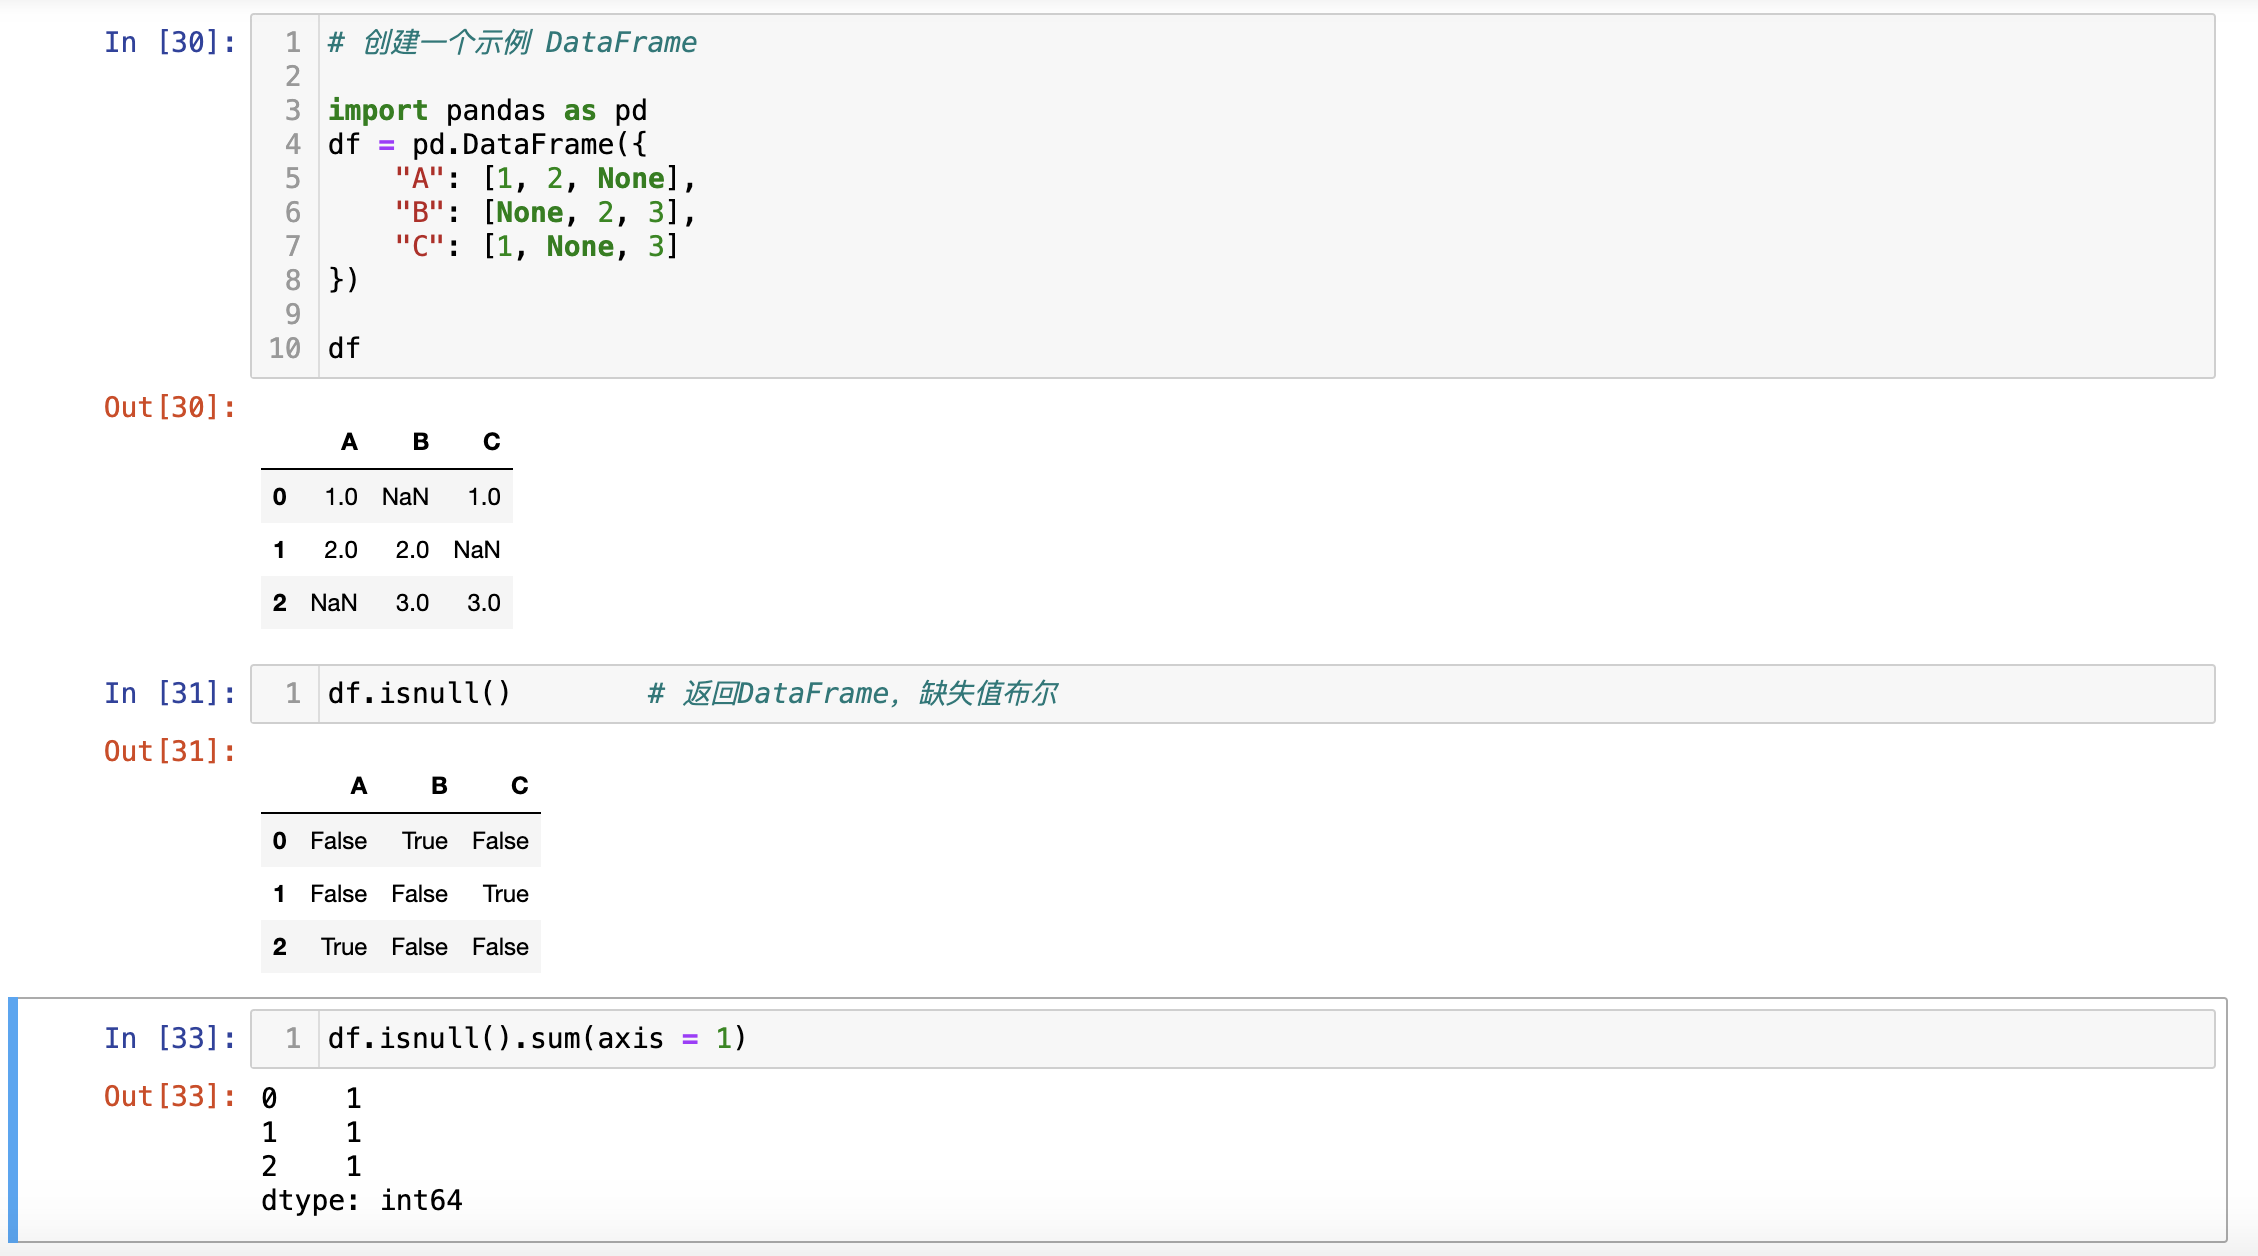 In [30]:
1 # 创建一个示例 DataFrame
2
3 import pandas as pd
4 df = pd.DataFrame({
5     "A": [1, 2, None],
6     "B": [None, 2, 3],
7     "C": [1, None, 3]
8 })
9
10 df
Out[30]:
A B C
0 1.0 NaN 1.0
1 2.0 2.0 NaN
2 NaN 3.0 3.0
In [31]:
1 df.isnull()        # 返回DataFrame, 缺失值布尔
Out[31]:
A B C
0 False True False
1 False False True
2 True False False
In [33]:
1 df.isnull().sum(axis = 1)
Out[33]:
0    1
1    1
2    1
dtype: int64